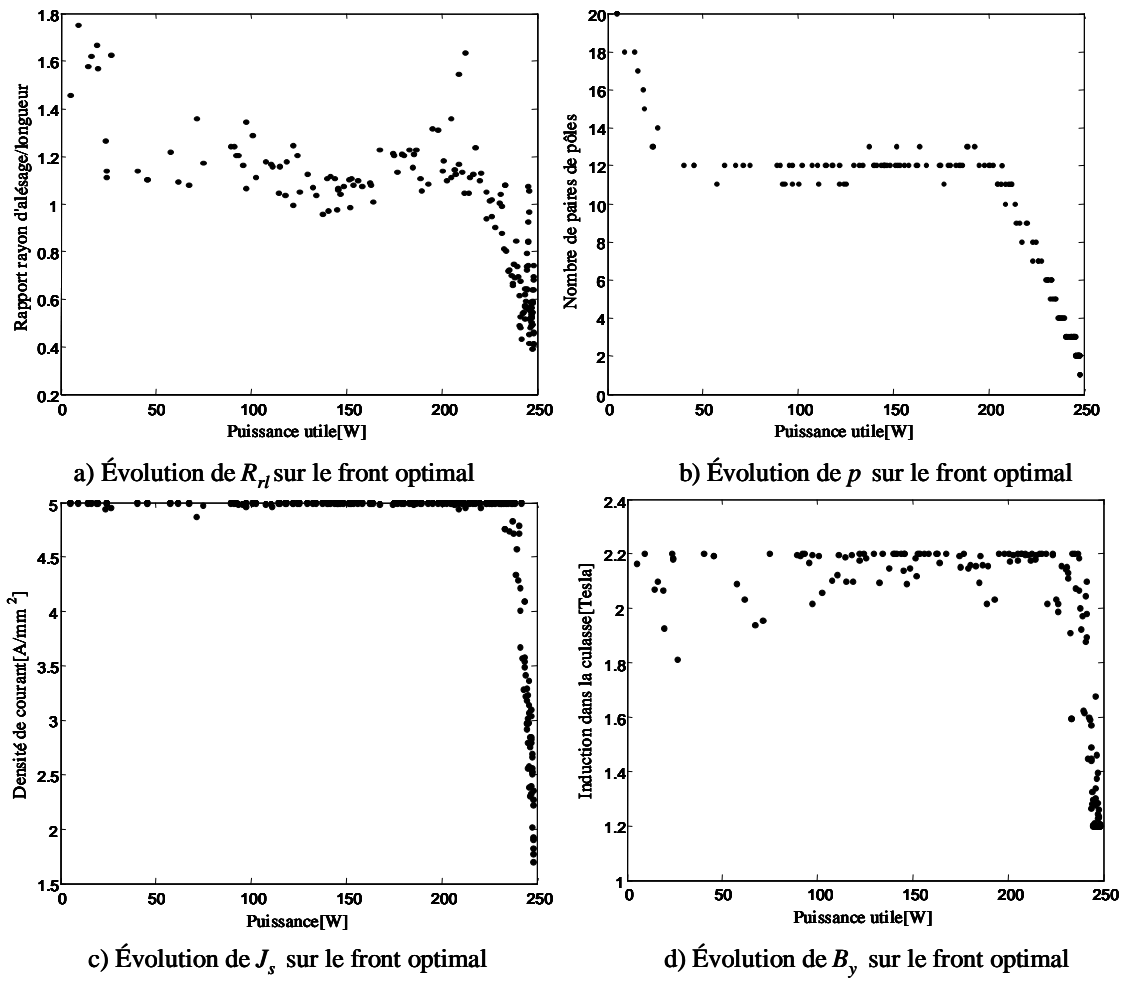 1.8
1.6
1.4
1.2
1
0.8
0.6
0.4
0.2
0 50 100 150 200 250
Rapport rayon d'alésage/longueur
Puissance utile[W]
a) Évolution de R_rl sur le front optimal
20
18
16
14
12
10
8
6
4
2
0
0 50 100 150 200 250
Nombre de paires de pôles
Puissance utile[W]
b) Évolution de p sur le front optimal
5
4.5
4
3.5
3
2.5
2
1.5
0 50 100 150 200 250
Densité de courant[A/mm²]
Puissance[W]
c) Évolution de J_s sur le front optimal
2.4
2.2
2
1.8
1.6
1.4
1.2
1
0 50 100 150 200 250
Induction dans la culasse[Tesla]
Puissance utile[W]
d) Évolution de B_y sur le front optimal